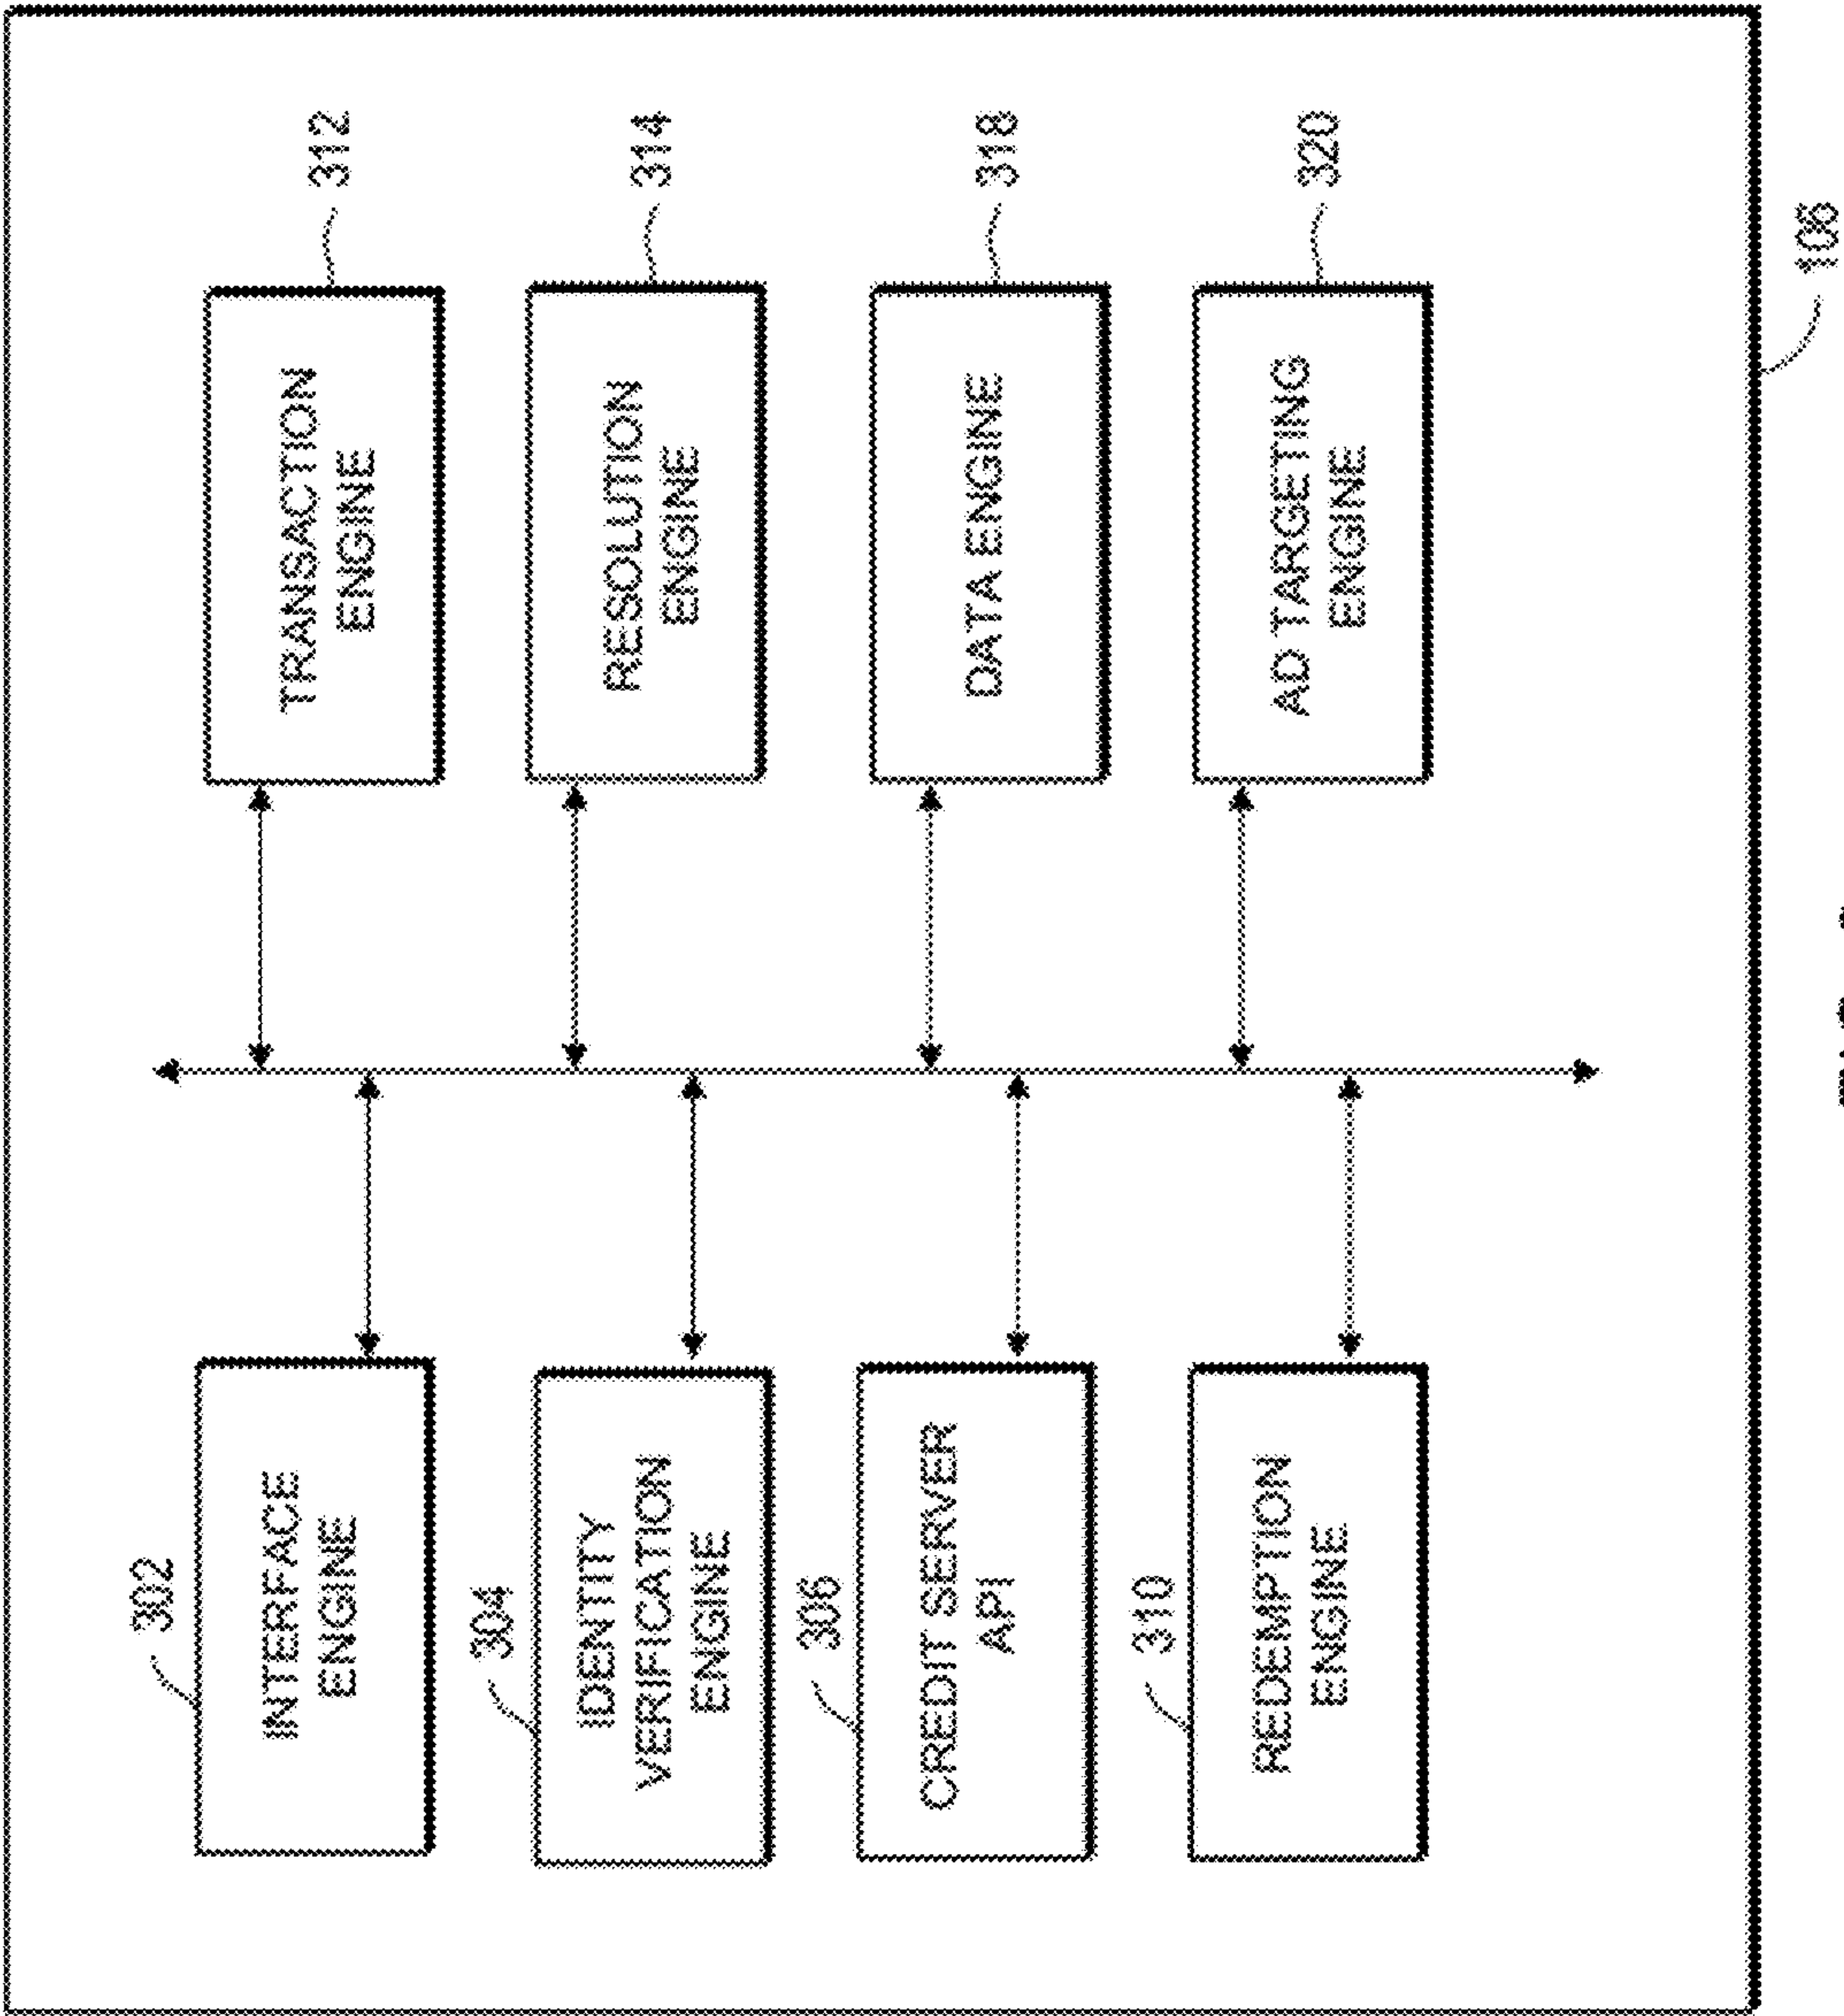 302
INTERFACE
ENGINE
304
IDENTITY
VERIFICATION
ENGINE
306
CREDIT SERVER
API
310
REDEMPTION
ENGINE
TRANSACTION
ENGINE
312
RESOLUTION
ENGINE
314
DATA ENGINE
318
AD TARGETING
ENGINE
320
106